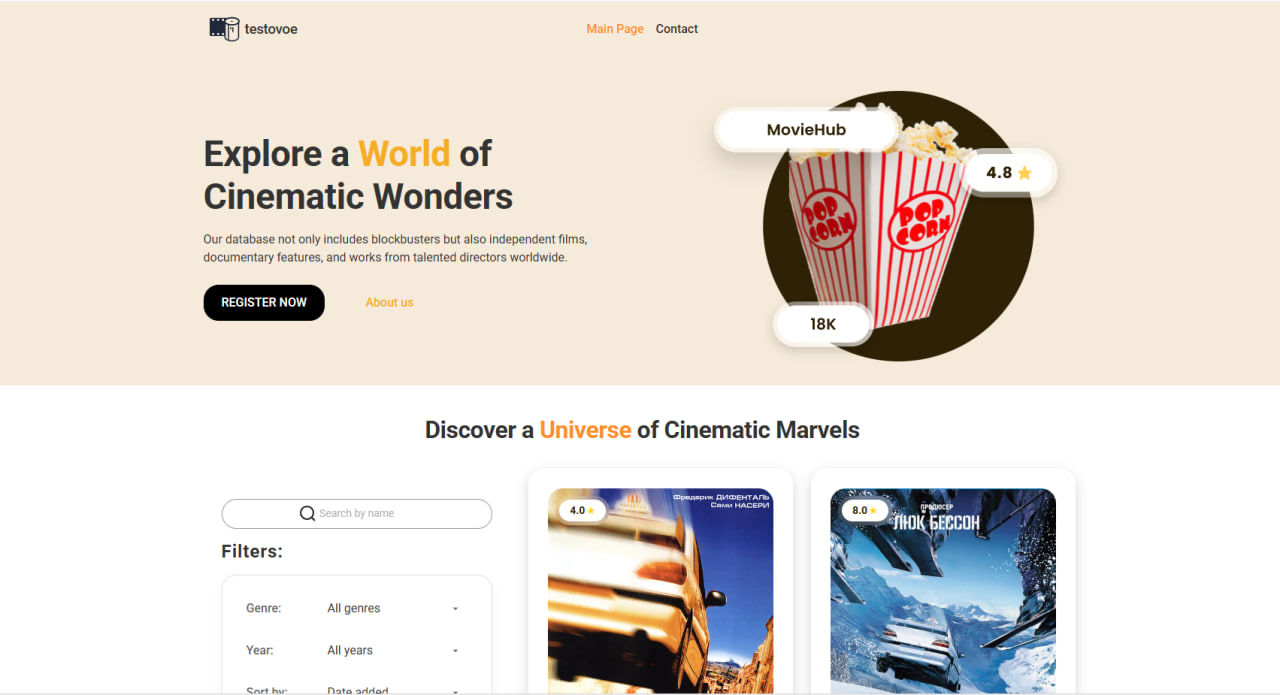 testovoe
Main Page
Contact
Explore a World of
Cinematic Wonders
Our database not only includes blockbusters but also independent films,
documentary features, and works from talented directors worldwide.
REGISTER NOW
About us
MovieHub
4.8
POP
CORN
POP
CORN
18K
Discover a Universe of Cinematic Marvels
Search by name
Filters:
Genre:
All genres
Year:
All years
Sort by:
Date added
4.0
TAXI
Фредерик ДИФЕНТАЛЬ
Сами НАСЕРИ
8.0
ПРОДЮСЕР
ЛЮК БЕССОН